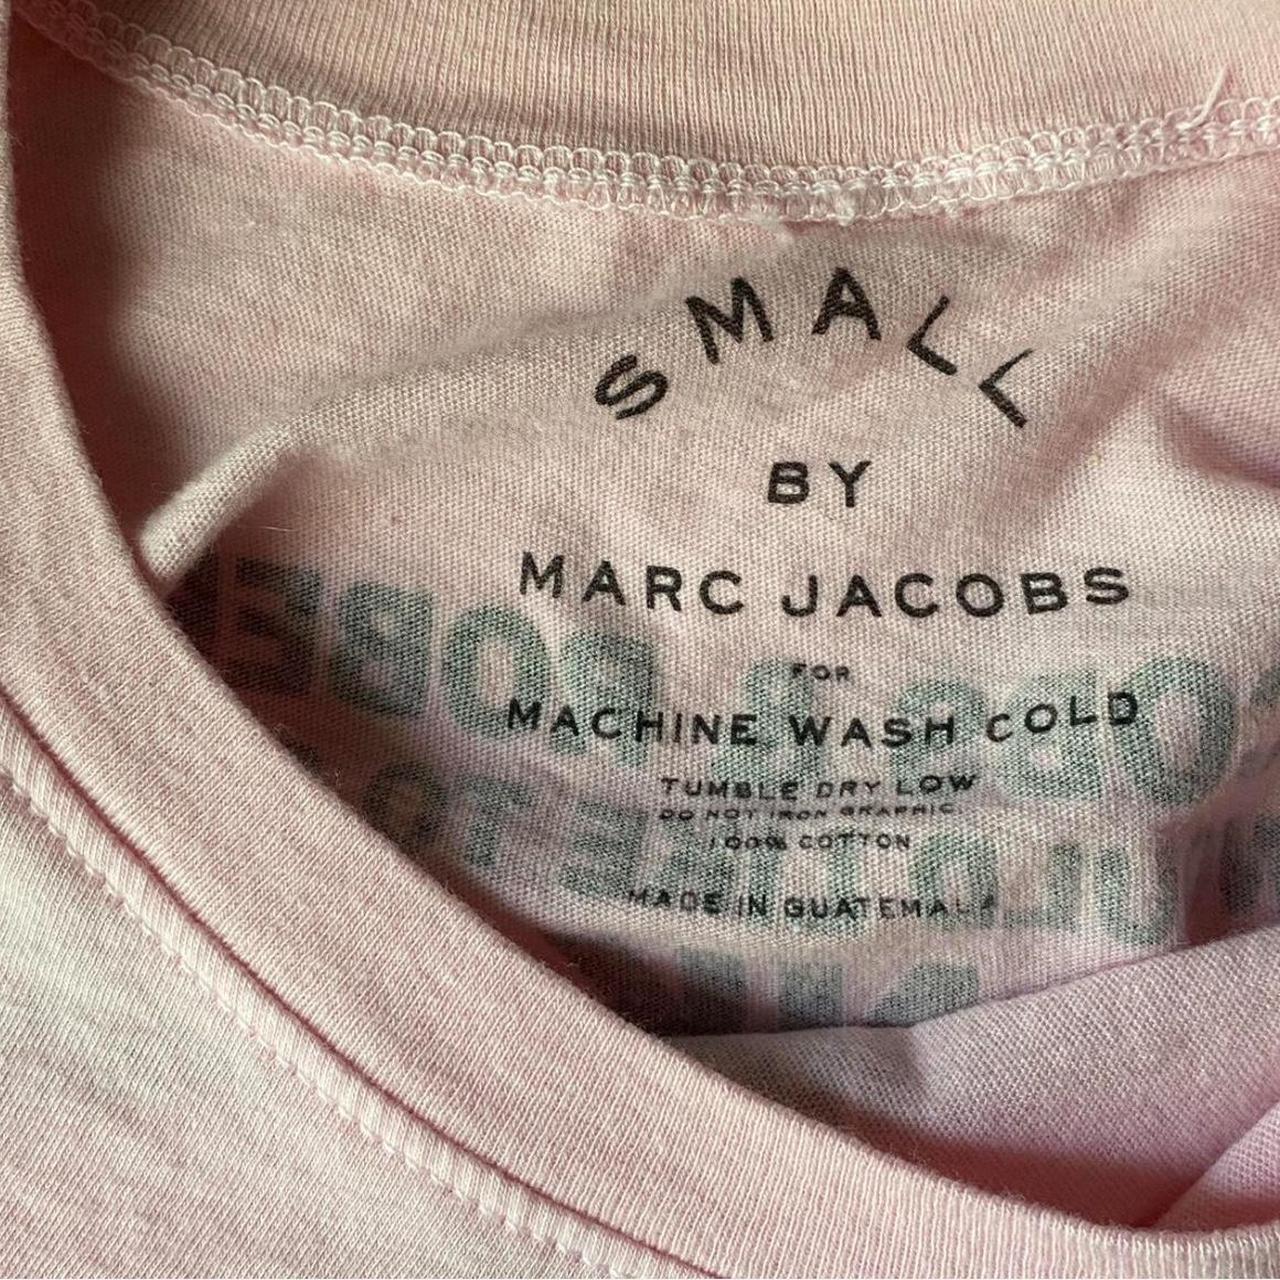 SMALL
BY
MARC JACOBS
FOR
MACHINE WASH COLD
TUMBLE DRY LOW
DO NOT IRON GRAPHIC
100% COTTON
MADE IN GUATEMALA